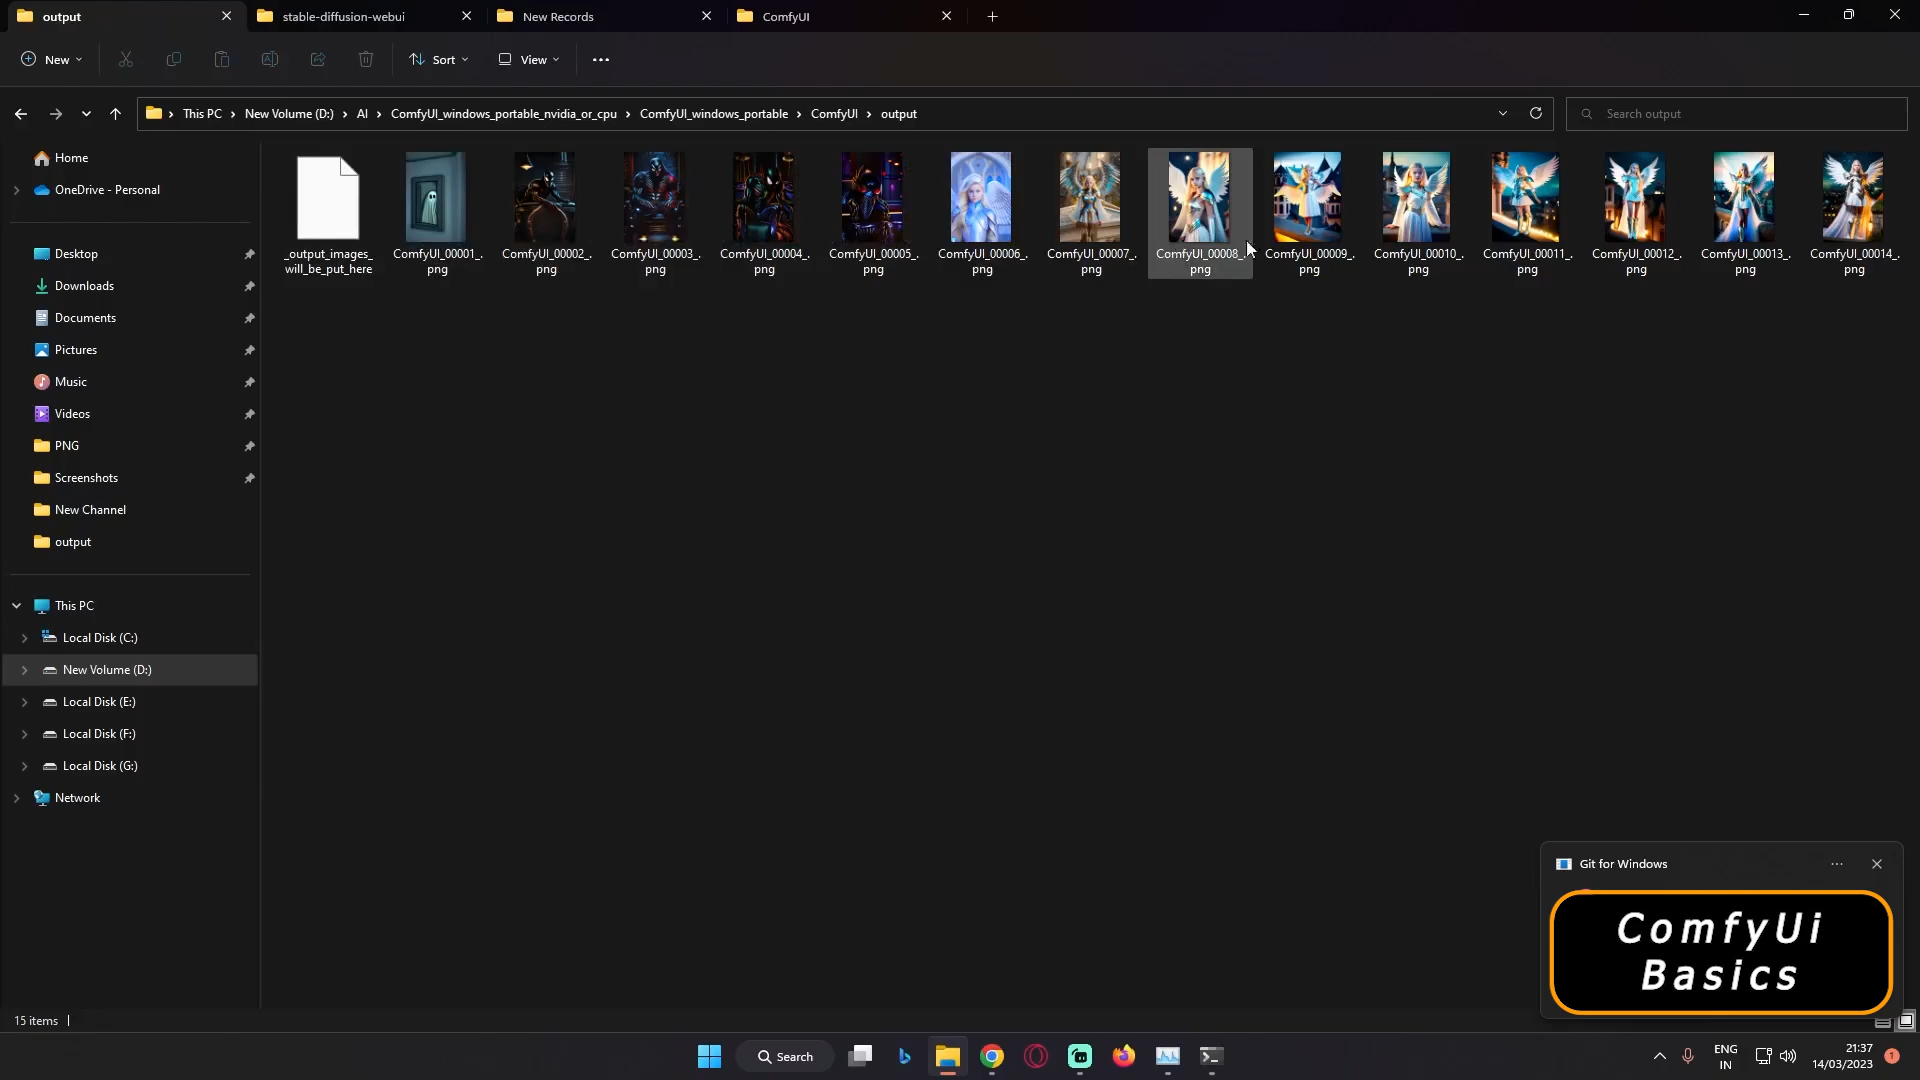 output
stable-diffusion-webui
New Records
ComfyUI
New
Sort
View
This PC
New Volume (D:)
AI
ComfyUI_windows_portable_nvidia_or_cpu
ComfyUI_windows_portable
ComfyUI
output
Search output
Home
OneDrive - Personal
Desktop
Downloads
Documents
Pictures
Music
Videos
PNG
Screenshots
New Channel
output
This PC
Local Disk (C:)
New Volume (D:)
Local Disk (E:)
Local Disk (F:)
Local Disk (G:)
Network
_output_images_
will_be_put_here
ComfyUI_00001_.
png
ComfyUI_00002_.
png
ComfyUI_00003_.
png
ComfyUI_00004_.
png
ComfyUI_00005_.
png
ComfyUI_00006_.
png
ComfyUI_00007_.
png
ComfyUI_00008_.
png
ComfyUI_00009_.
png
ComfyUI_00010_.
png
ComfyUI_00011_.
png
ComfyUI_00012_.
png
ComfyUI_00013_.
png
ComfyUI_00014_.
png
Git for Windows
ComfyUi
Basics
15 items
Search
ENG
IN
21:37
14/03/2023
1